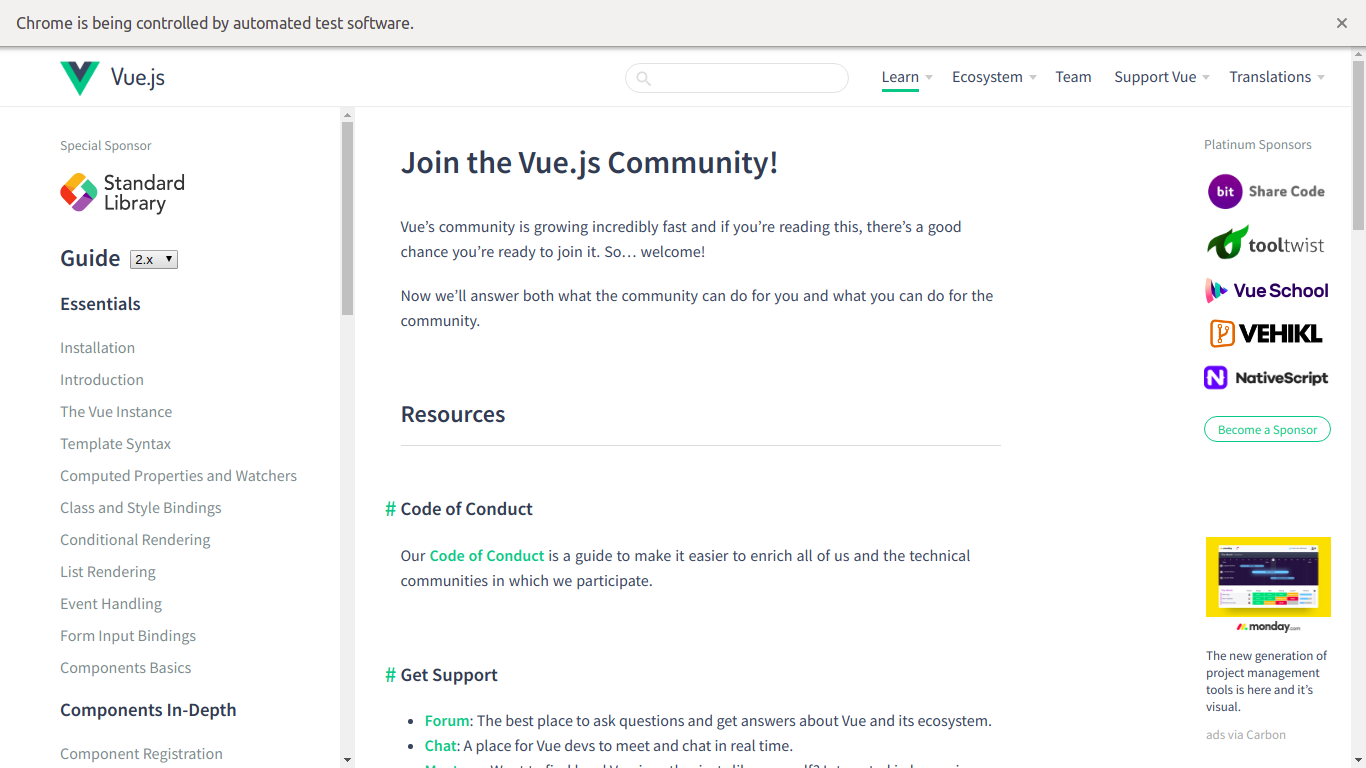 Chrome is being controlled by automated test software.
Vue.js
Learn
Ecosystem
Team
Support Vue
Translations
Special Sponsor
Standard
Library
Guide 2.x
Essentials
Installation
Introduction
The Vue Instance
Template Syntax
Computed Properties and Watchers
Class and Style Bindings
Conditional Rendering
List Rendering
Event Handling
Form Input Bindings
Components Basics
Components In-Depth
Component Registration
Join the Vue.js Community!
Vue’s community is growing incredibly fast and if you’re reading this, there’s a good
chance you’re ready to join it. So… welcome!
Now we’ll answer both what the community can do for you and what you can do for the
community.
Resources
# Code of Conduct
Our Code of Conduct is a guide to make it easier to enrich all of us and the technical
communities in which we participate.
# Get Support
Forum: The best place to ask questions and get answers about Vue and its ecosystem.
Chat: A place for Vue devs to meet and chat in real time.
Platinum Sponsors
bit Share Code
tooltwist
Vue School
VEHIKL
NativeScript
Become a Sponsor
monday.com
The new generation of
project management
tools is here and it’s
visual.
ads via Carbon